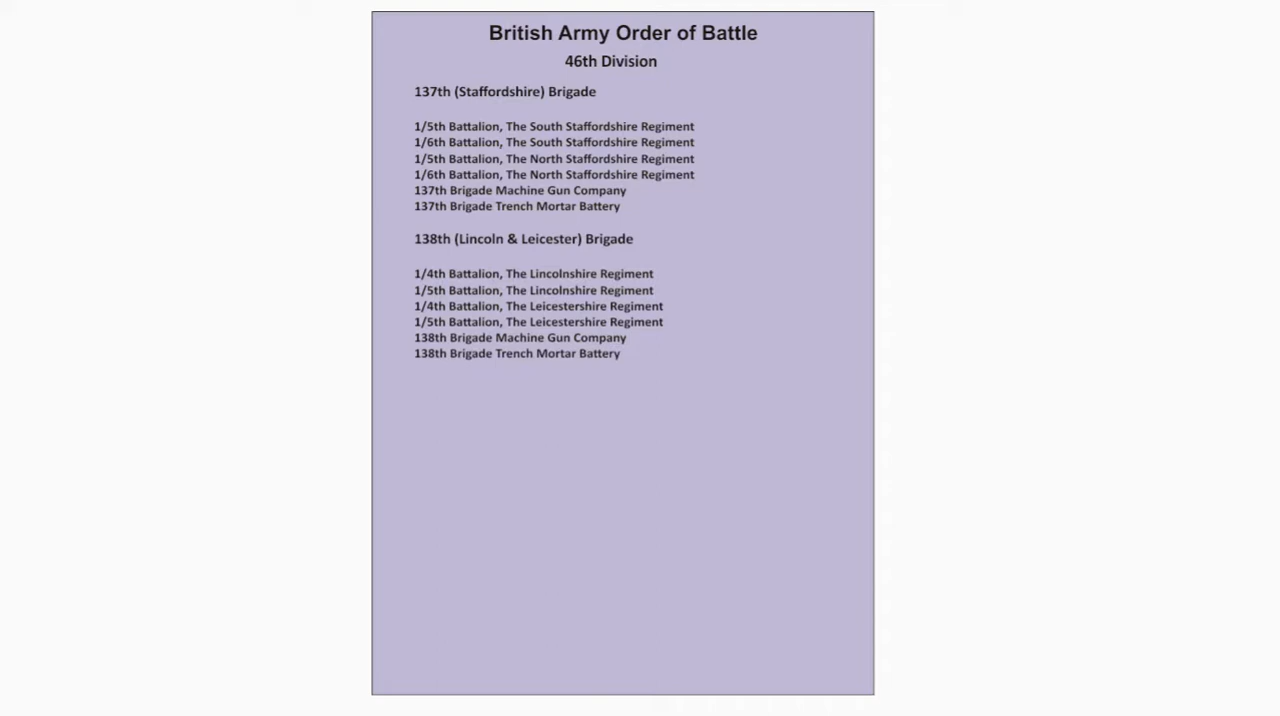 British Army Order of Battle
46th Division
137th (Staffordshire) Brigade
1/5th Battalion, The South Staffordshire Regiment
1/6th Battalion, The South Staffordshire Regiment
1/5th Battalion, The North Staffordshire Regiment
1/6th Battalion, The North Staffordshire Regiment
137th Brigade Machine Gun Company
137th Brigade Trench Mortar Battery
138th (Lincoln & Leicester) Brigade
1/4th Battalion, The Lincolnshire Regiment
1/5th Battalion, The Lincolnshire Regiment
1/4th Battalion, The Leicestershire Regiment
1/5th Battalion, The Leicestershire Regiment
138th Brigade Machine Gun Company
138th Brigade Trench Mortar Battery